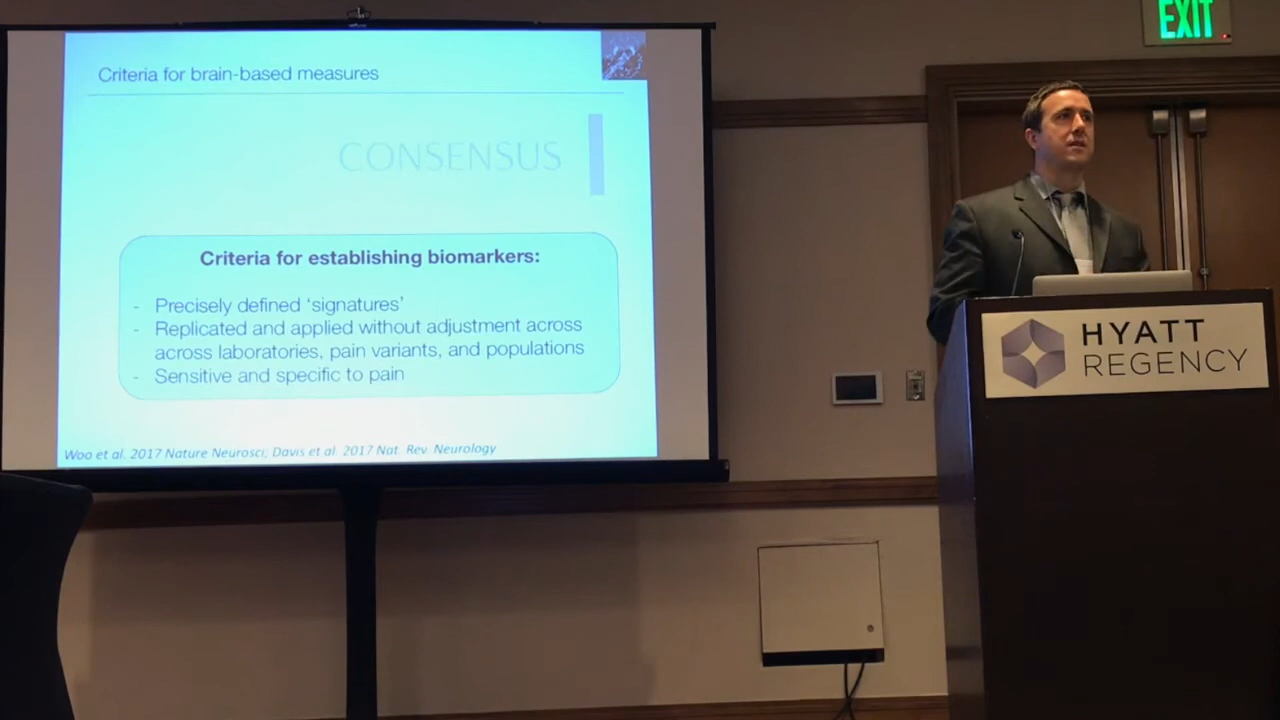 Criteria for brain-based measures
CONSENSUS
Criteria for establishing biomarkers:
- Precisely defined ‘signatures’
- Replicated and applied without adjustment across
across laboratories, pain variants, and populations
- Sensitive and specific to pain
Woo et al. 2017 Nature Neurosci; Davis et al. 2017 Nat. Rev. Neurology
EXIT
HYATT
REGENCY